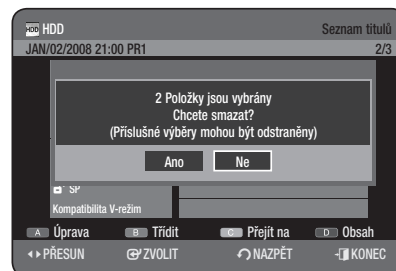 HDD HDD Seznam titulů
JAN/02/2008 21:00 PR1 2/3
2 Položky jsou vybrány
Chcete smazat?
(Příslušné výběry mohou být odstraněny)
Ano Ne
SP
Kompatibilita V-režim
A Úprava B Třídit C Přejít na D Obsah
PŘESUN ZVOLIT NAZPĚT KONEC